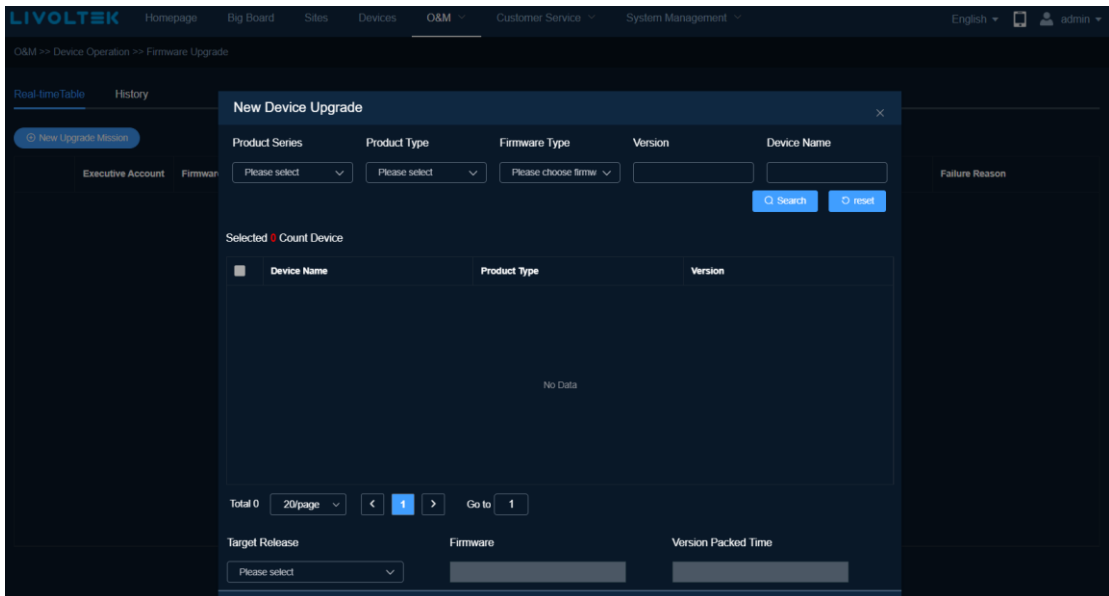 LIVOLTEK Homepage Big Board Sites Devices O&M Customer Service System Management English admin
O&M >> Device Operation >> Firmware Upgrade
Real-timeTable History
New Device Upgrade
New Upgrade Mission
Product Series Product Type Firmware Type Version Device Name
Please select Please select Please choose firmw
Executive Account Firmwar Failure Reason
Search reset
Selected 0 Count Device
Device Name Product Type Version
No Data
Total 0 20/page 1 Go to 1
Target Release Firmware Version Packed Time
Please select